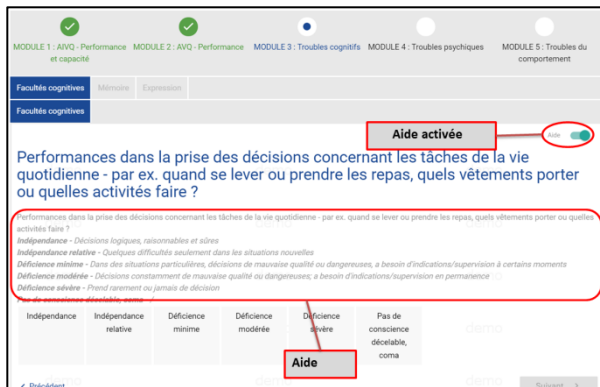 MODULE 1 : AIVQ - Performance et capacité
MODULE 2 : AVQ - Performance
MODULE 3 : Troubles cognitifs
MODULE 4 : Troubles psychiques
MODULE 5 : Troubles du comportement
Facultés cognitives Mémoire Expression
Facultés cognitives
Aide activée
Aide
Performances dans la prise des décisions concernant les tâches de la vie
quotidienne - par ex. quand se lever ou prendre les repas, quels vêtements porter
ou quelles activités faire ?
Performances dans la prise des décisions concernant les tâches de la vie quotidienne - par ex. quand se lever ou prendre les repas, quels vêtements porter ou quelles
activités faire ?
Indépendance - Décisions logiques, raisonnables et sûres
Indépendance relative - Quelques difficultés seulement dans les situations nouvelles
Déficience minime - Dans des situations particulières, décisions de mauvaise qualité ou dangereuses, a besoin d'indications/supervision à certains moments
Déficience modérée - Décisions constamment de mauvaise qualité ou dangereuses; a besoin d'indications/supervision en permanence
Déficience sévère - Prend rarement ou jamais de décision
Pas de conscience décelable, coma - /
Indépendance
Indépendance relative
Déficience minime
Déficience modérée
Déficience sévère
Pas de conscience décelable, coma
demo
Aide
Précédent
demo
Suivant